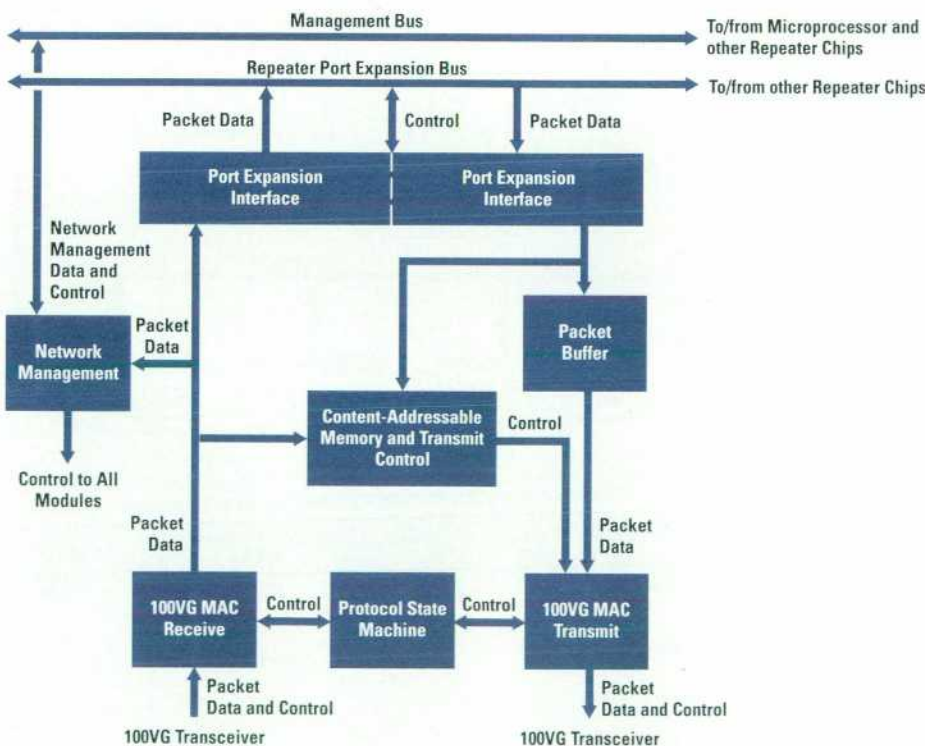 Management Bus
To/from Microprocessor and
other Repeater Chips
Repeater Port Expansion Bus
To/from other Repeater Chips
Packet Data
Control
Packet Data
Port Expansion
Interface
Port Expansion
Interface
Network
Management
Data and
Control
Packet
Data
Network
Management
Packet
Buffer
Content-Addressable
Memory and Transmit
Control
Control
Control to All
Modules
Packet
Data
Packet
Data
100VG MAC
Receive
Control
Protocol State
Machine
Control
100VG MAC
Transmit
Packet
Data and Control
Packet
Data and Control
100VG Transceiver
100VG Transceiver